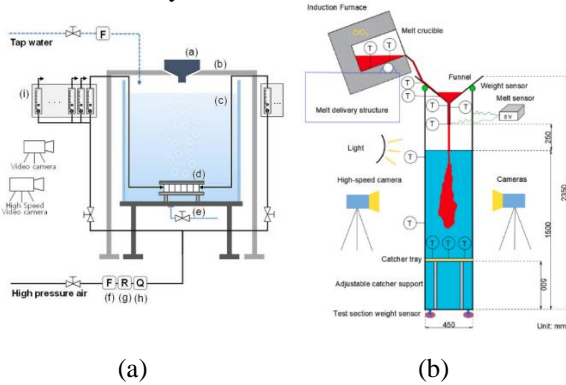 Induction Furnace
ZrO₂
Melt crucible
T
T
Tap water
F
(a)
(b)
Funnel
Weight sensor
Melt sensor
T
T
T
Melt delivery structure
5 V
(i)
(c)
250
Video camera
Light
T
High-speed camera
Cameras
2350
1500
High Speed
Video camera
(d)
(e)
T
T
T
T
Catcher tray
Adjustable catcher support
500
High pressure air
F
R
Q
(f)
(g)
(h)
Test section weight sensor
450
Unit: mm
(a)
(b)